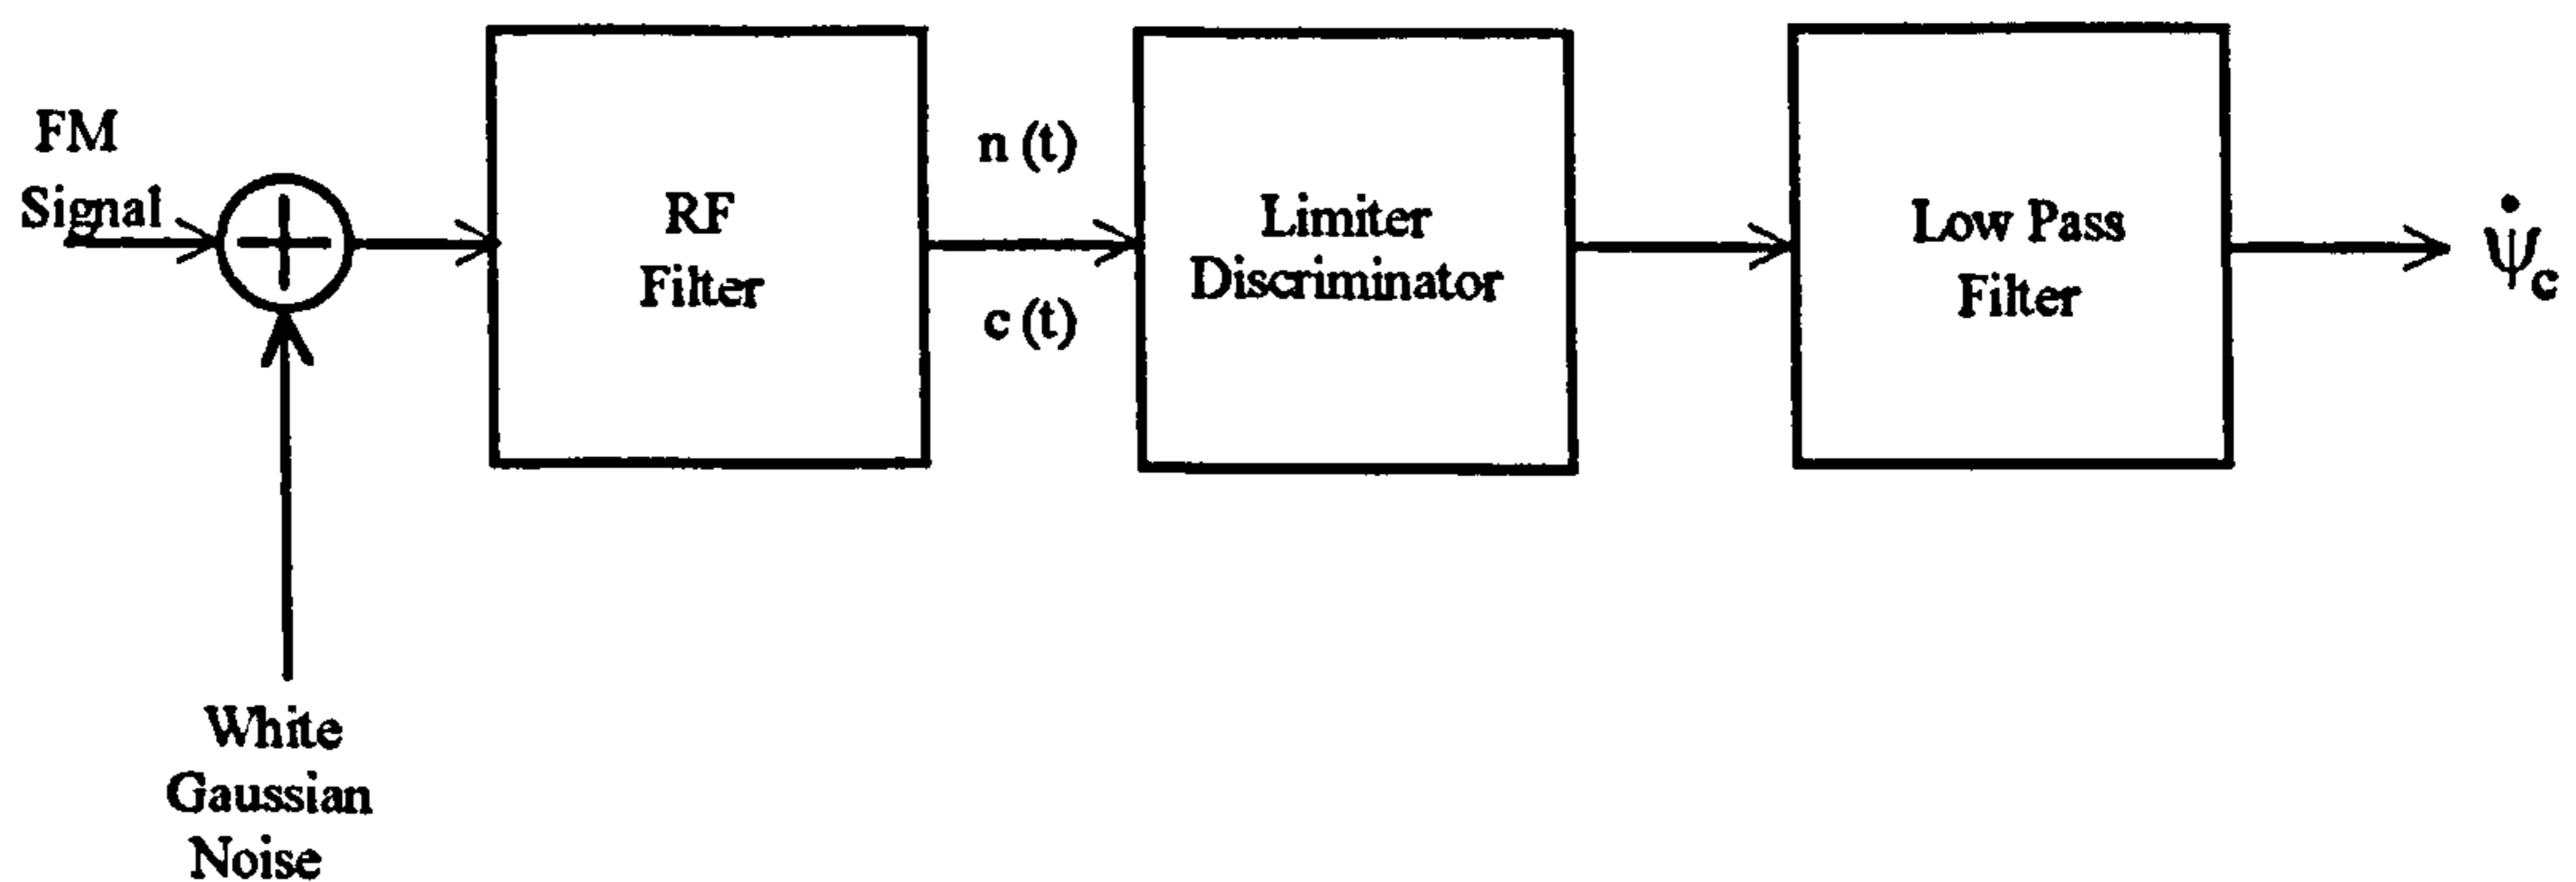 FM
Signal
RF
Filter
n (t)
c (t)
Limiter
Discriminator
Low Pass
Filter
ψ̇c
White
Gaussian
Noise